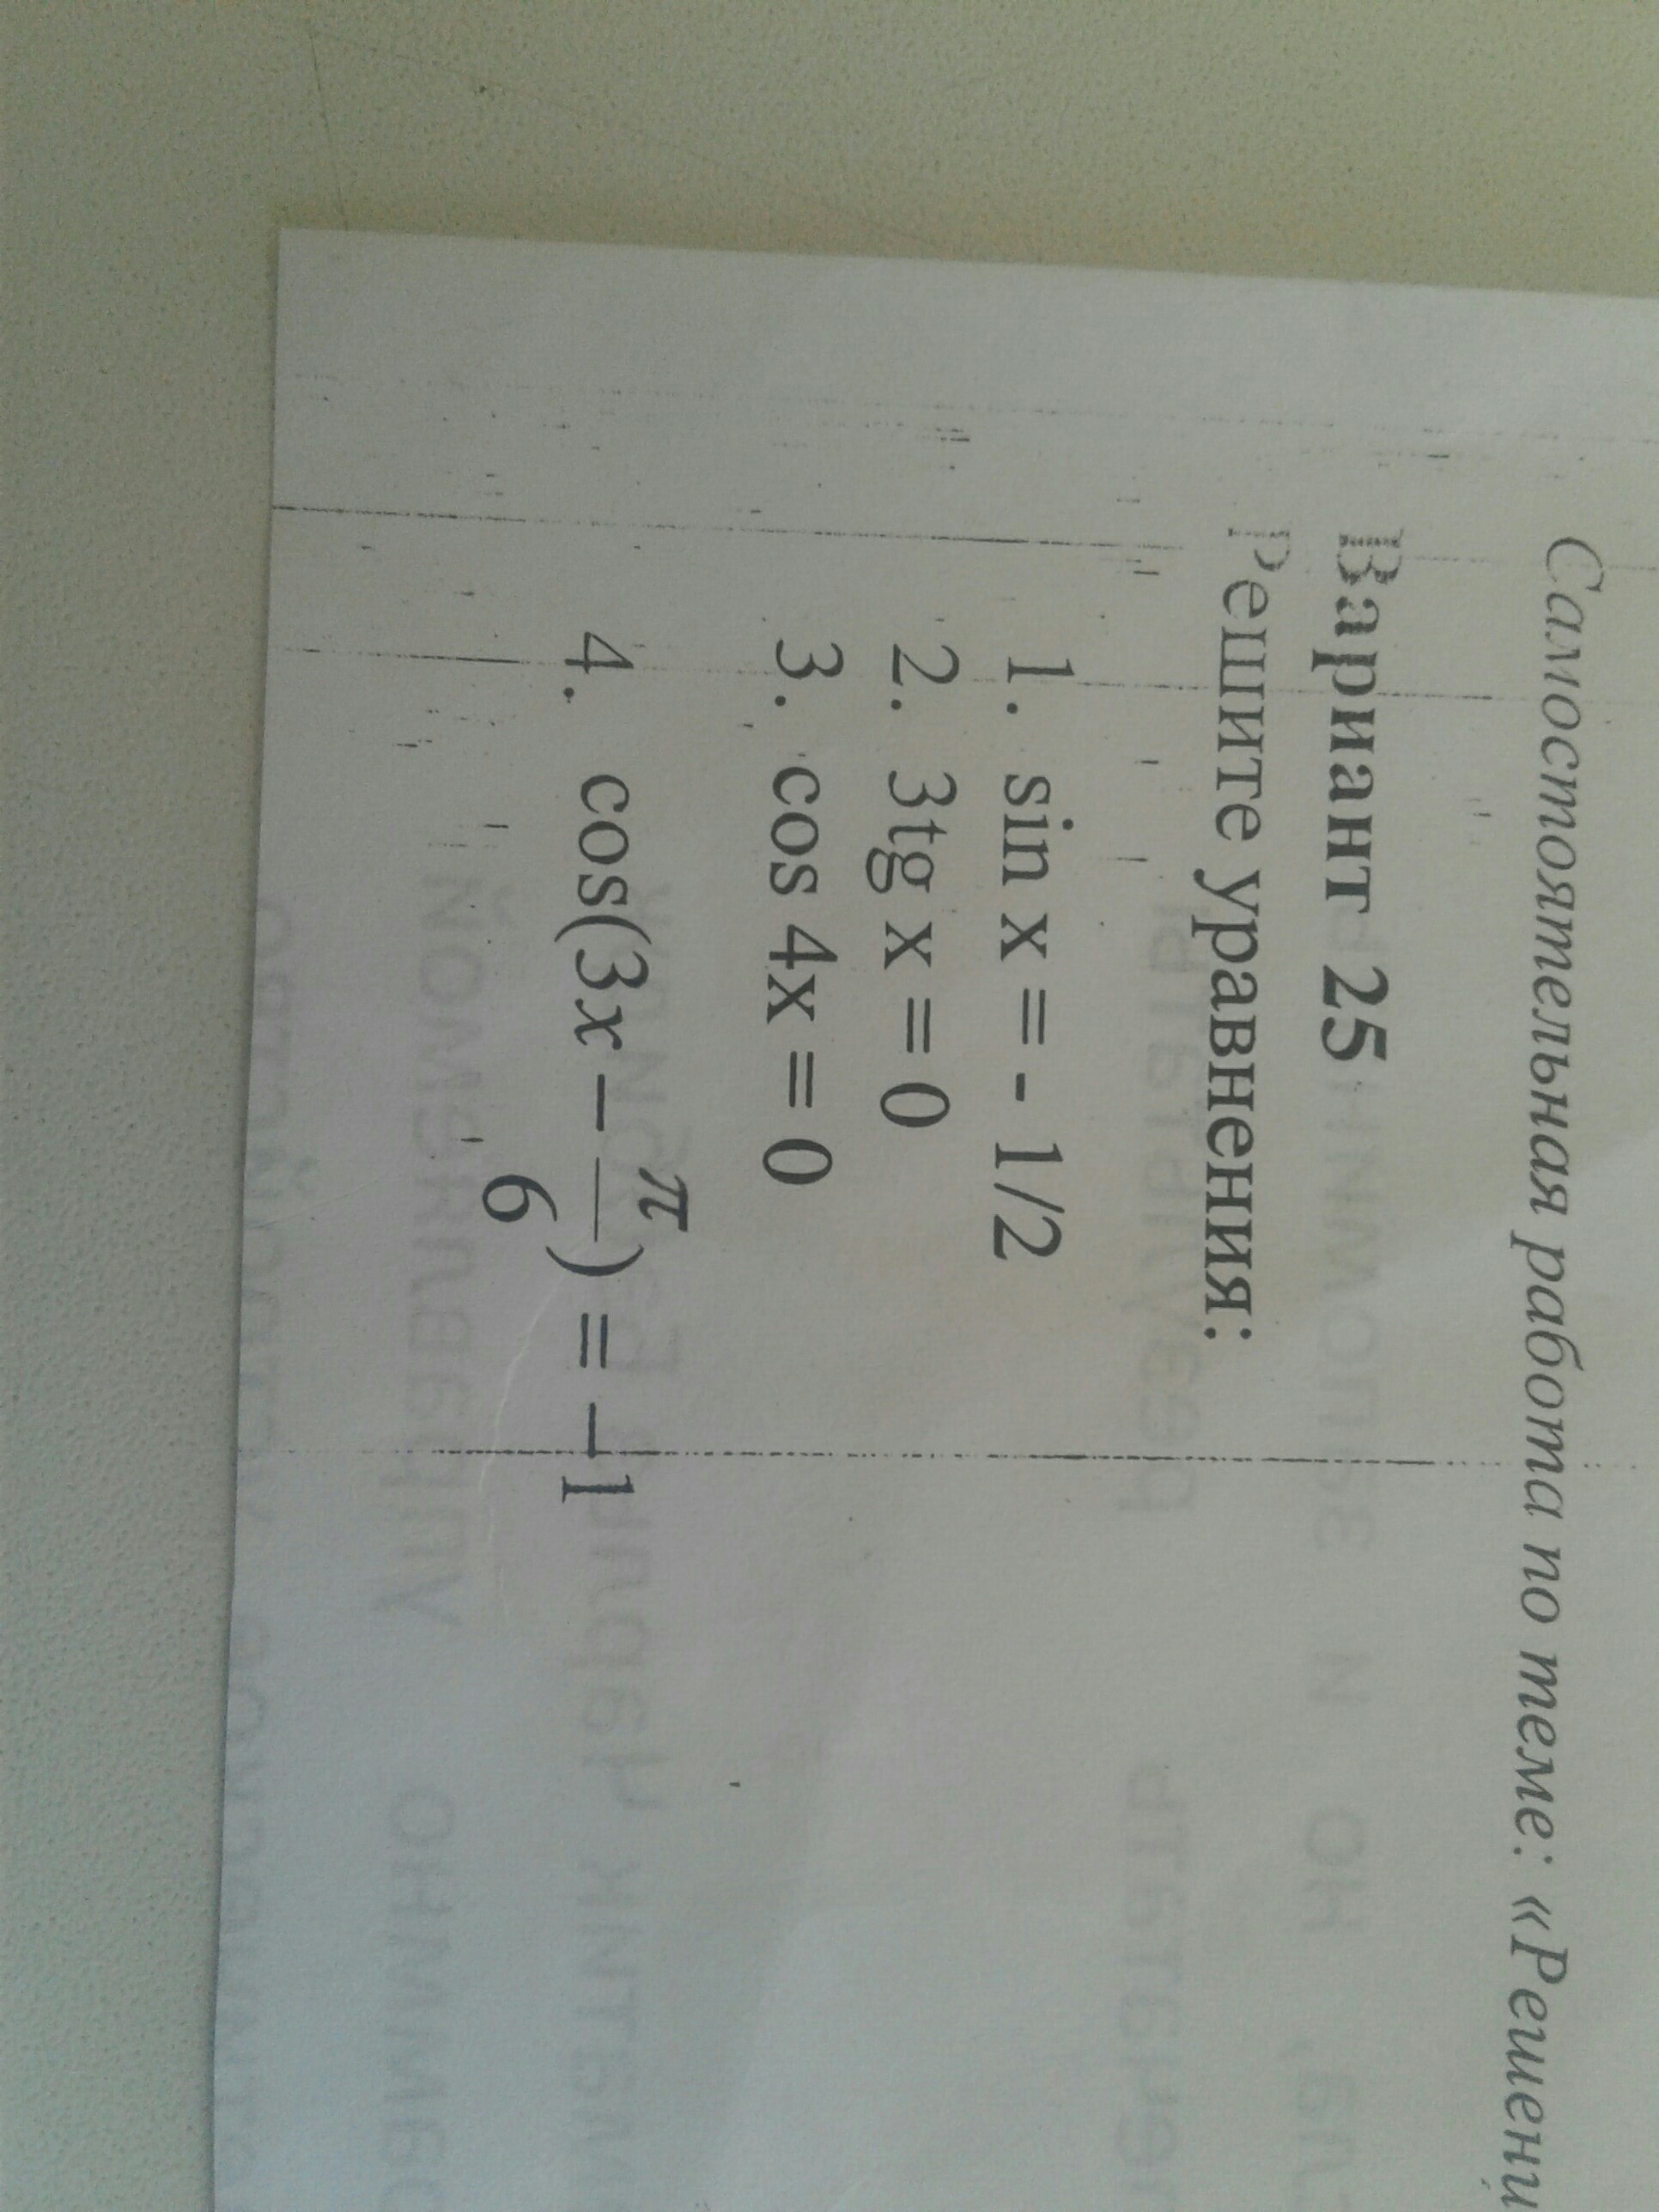 Самостоятельная работа по теме: «Решени
Вариант 25
Решите уравнения:
1. sin x = - 1/2
2. 3tg x = 0
3. cos 4x = 0
4. cos(3x − π/6) = −1